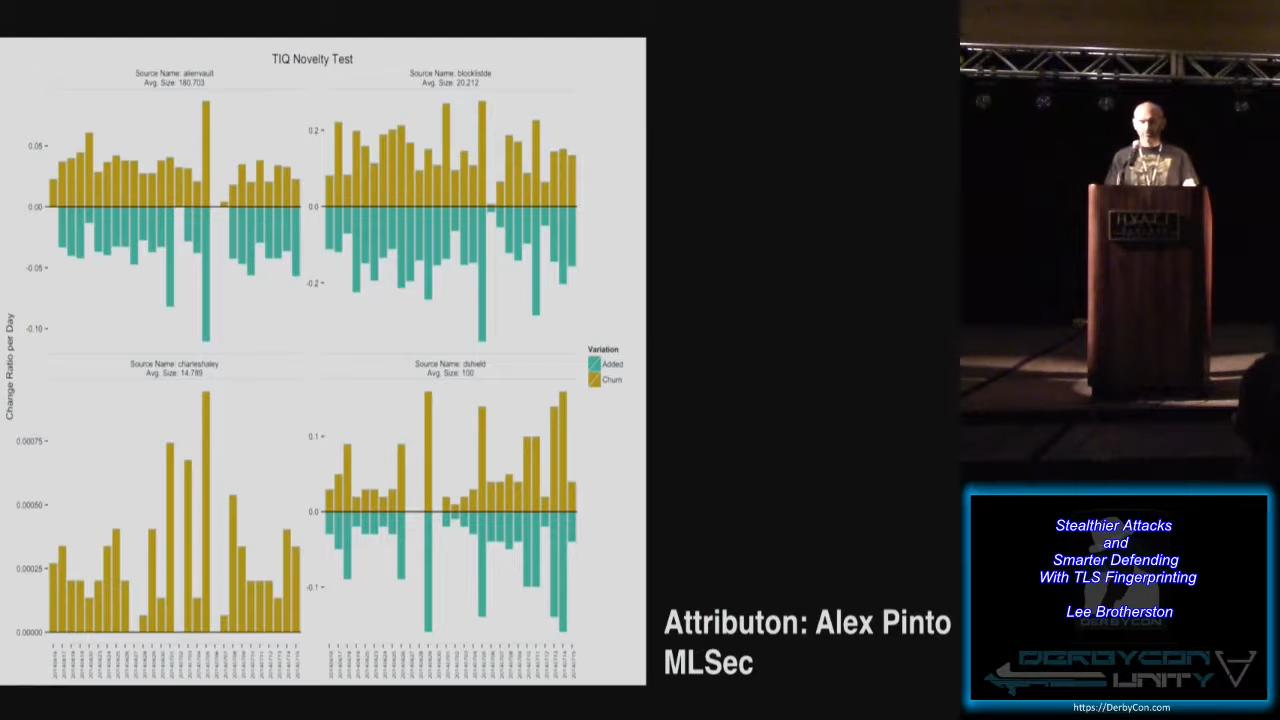 TIQ Novelty Test
Source Name: alienvault
Avg. Size: 180.703
Source Name: blocklistde
Avg. Size: 20.212
0.05
0.00
-0.05
-0.10
0.2
0.0
-0.2
Change Ratio per Day
Source Name: charleshaley
Avg. Size: 14.789
Source Name: dshield
Avg. Size: 100
0.00075
0.00050
0.00025
0.00000
0.1
0.0
-0.1
Variation
Added
Churn
Attributon: Alex Pinto
MLSec
HYATT
Stealthier Attacks
and
Smarter Defending
With TLS Fingerprinting
Lee Brotherston
DERBYCON
DERBYCON
UNITY
https://DerbyCon.com